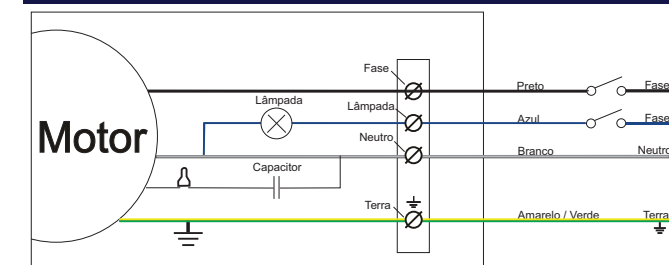 Motor
Lâmpada
Capacitor
Fase
Lâmpada
Neutro
Terra
Preto
Fase
Azul
Fase
Branco
Neutro
Amarelo / Verde
Terra